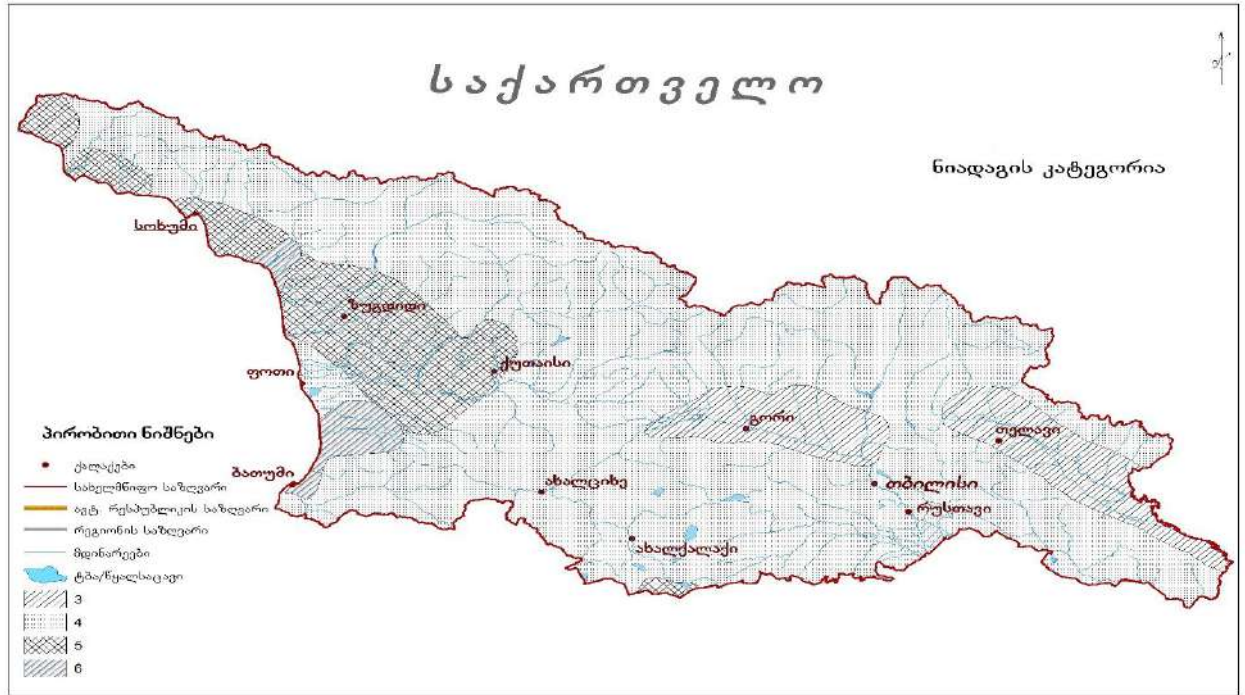 საქართველო
ნიადაგის კატეგორია
სოხუმი
ზუგდიდი
ქუთაისი
ფოთი
გორი
თელავი
ბათუმი
ახალციხე
თბილისი
რუსთავი
ახალქალაქი
პირობითი ნიშნები
ქალაქები
სახელმწიფო საზღვარი
ავტ. რესპუბლიკის საზღვარი
რეგიონის საზღვარი
მდინარეები
ტბა/წყალსაცავი
3
4
5
6